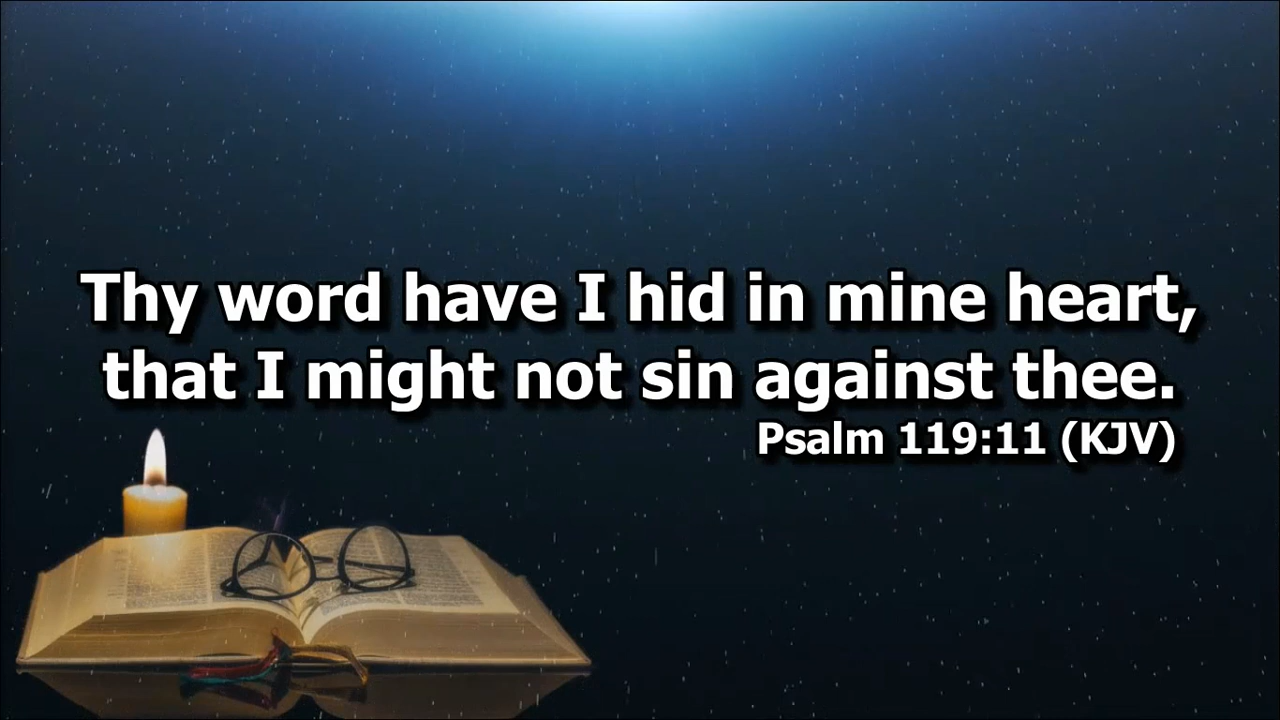 Thy word have I hid in mine heart,
that I might not sin against thee.
Psalm 119:11 (KJV)